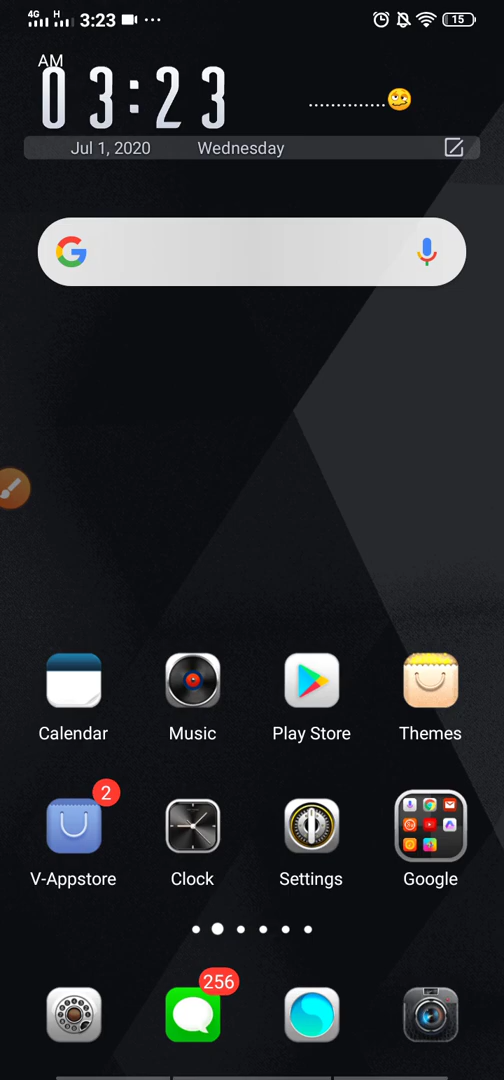 4G H 3:23 ... 15
AM
03:23
..............🥴
Jul 1, 2020 Wednesday
G
Calendar Music Play Store Themes
2
V-Appstore Clock Settings Google
256